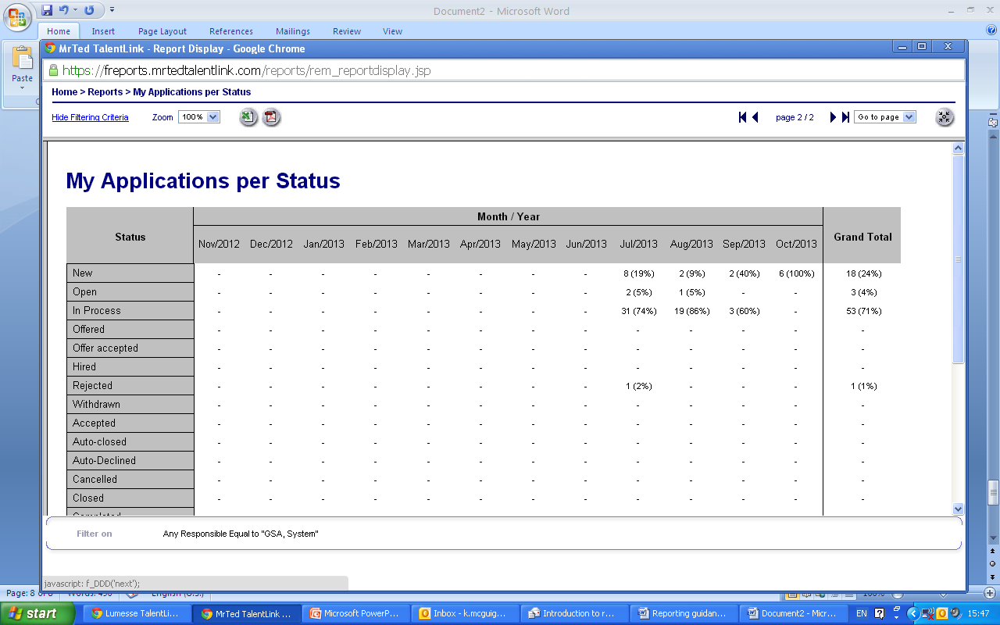 Document2 - Microsoft Word
Home Insert Page Layout References Mailings Review View
Paste
MrTed TalentLink - Report Display - Google Chrome
https://freports.mrtedtalentlink.com/reports/rem_reportdisplay.jsp
Home > Reports > My Applications per Status
Hide Filtering Criteria Zoom 100% page 2 / 2 Go to page
My Applications per Status
Month / Year
Status Grand Total
Nov/2012 Dec/2012 Jan/2013 Feb/2013 Mar/2013 Apr/2013 May/2013 Jun/2013 Jul/2013 Aug/2013 Sep/2013 Oct/2013
New - - - - - - - - 8 (19%) 2 (9%) 2 (40%) 6 (100%) 18 (24%)
Open - - - - - - - - 2 (5%) 1 (5%) - - 3 (4%)
In Process - - - - - - - - 31 (74%) 19 (86%) 3 (60%) - 53 (71%)
Offered - - - - - - - - - - - - -
Offer accepted - - - - - - - - - - - - -
Hired - - - - - - - - - - - - -
Rejected - - - - - - - - 1 (2%) - - - 1 (1%)
Withdrawn - - - - - - - - - - - - -
Accepted - - - - - - - - - - - - -
Auto-closed - - - - - - - - - - - - -
Auto-Declined - - - - - - - - - - - - -
Cancelled - - - - - - - - - - - - -
Closed - - - - - - - - - - - - -
Filter on Any Responsible Equal to "GSA, System"
javascript: f_DDD('next');
Page: 8 of 8
start Lumesse TalentLi... MrTed TalentLink ... Microsoft PowerP... Inbox - k.mcguig... Introduction to r... Reporting guidan... Document2 - Micr... EN 15:47